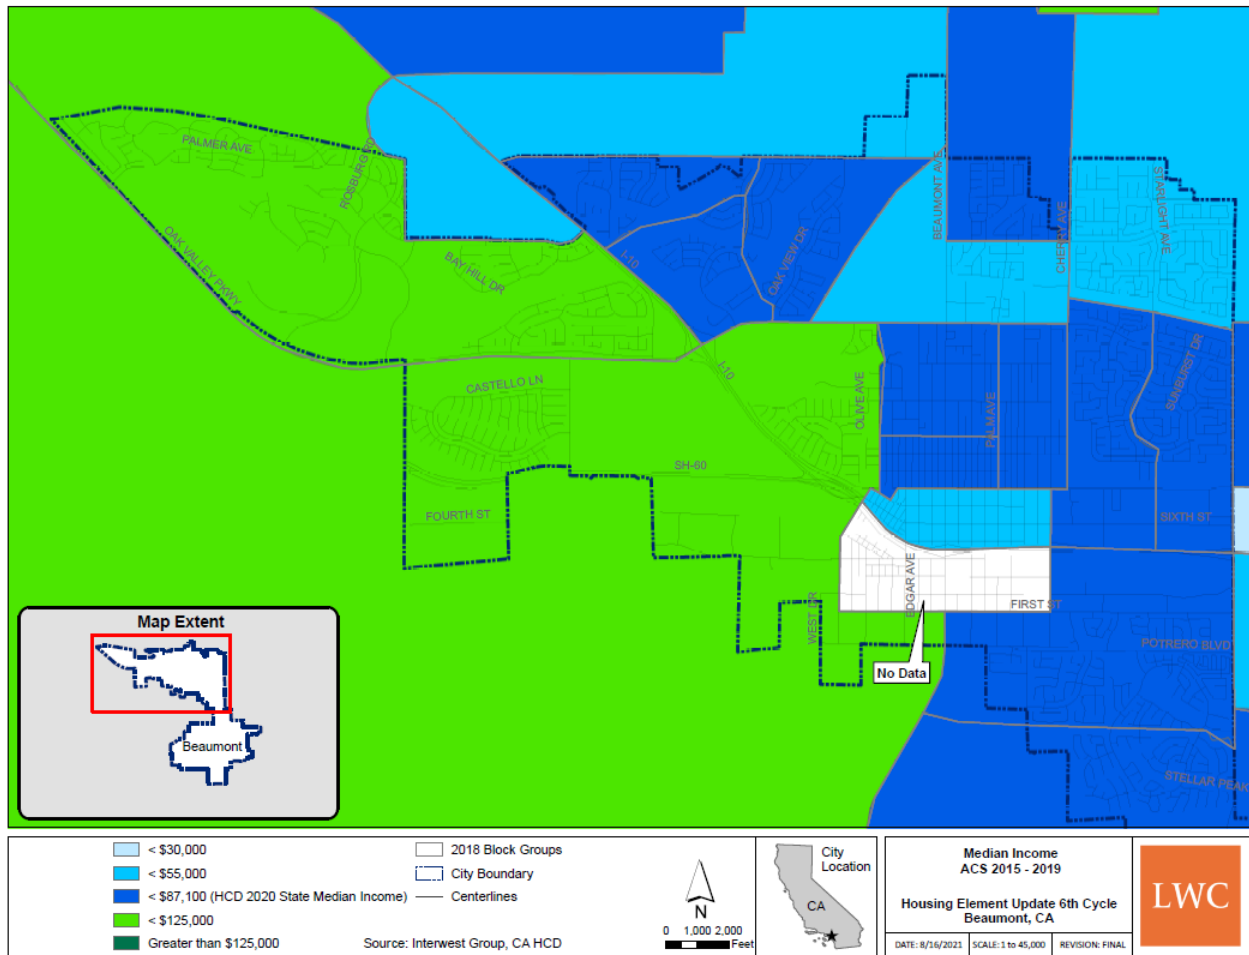 PALMER AVE
ROSBURG RD
OAK VALLEY PKWY
BAY HILL DR
I-10
OAK VIEW DR
BEAUMONT AVE
CHERRY AVE
STARLIGHT AVE
CASTELLO LN
I-10
OLIVE AVE
PALM AVE
SUNBURST DR
SH-60
FOURTH ST
SIXTH ST
EDGAR AVE
WEST DR
FIRST ST
POTRERO BLVD
No Data
STELLAR PEAK
Map Extent
Beaumont
< $30,000
< $55,000
< $87,100 (HCD 2020 State Median Income)
< $125,000
Greater than $125,000
2018 Block Groups
City Boundary
Centerlines
Source: Interwest Group, CA HCD
N
0 1,000 2,000
Feet
City
Location
CA
Median Income
ACS 2015 - 2019
Housing Element Update 6th Cycle
Beaumont, CA
DATE: 8/16/2021
SCALE: 1 to 45,000
REVISION: FINAL
LWC